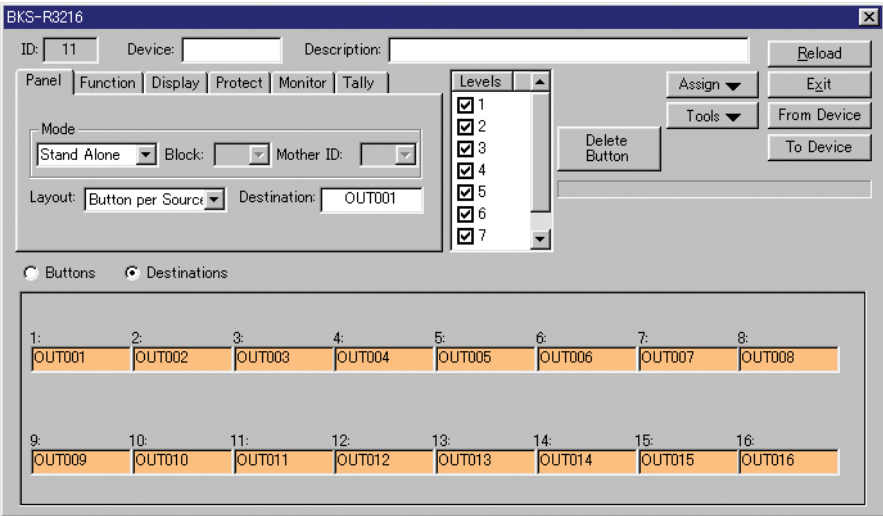 BKS-R3216
ID: 11 Device: Description: Reload
Panel Function Display Protect Monitor Tally Levels Assign Exit
1
Tools From Device
Mode 2
Stand Alone Block: Mother ID: 3 Delete Button To Device
4
Layout: Button per Source Destination: OUT001 5
6
7
Buttons Destinations
1: 2: 3: 4: 5: 6: 7: 8:
OUT001 OUT002 OUT003 OUT004 OUT005 OUT006 OUT007 OUT008
9: 10: 11: 12: 13: 14: 15: 16:
OUT009 OUT010 OUT011 OUT012 OUT013 OUT014 OUT015 OUT016